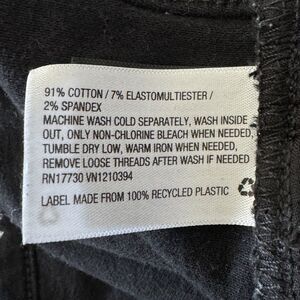 91% COTTON / 7% ELASTOMULTIESTER /
2% SPANDEX
MACHINE WASH COLD SEPARATELY, WASH INSIDE
OUT, ONLY NON-CHLORINE BLEACH WHEN NEEDED,
TUMBLE DRY LOW, WARM IRON WHEN NEEDED,
REMOVE LOOSE THREADS AFTER WASH IF NEEDED
RN17730 VN1210394
LABEL MADE FROM 100% RECYCLED PLASTIC